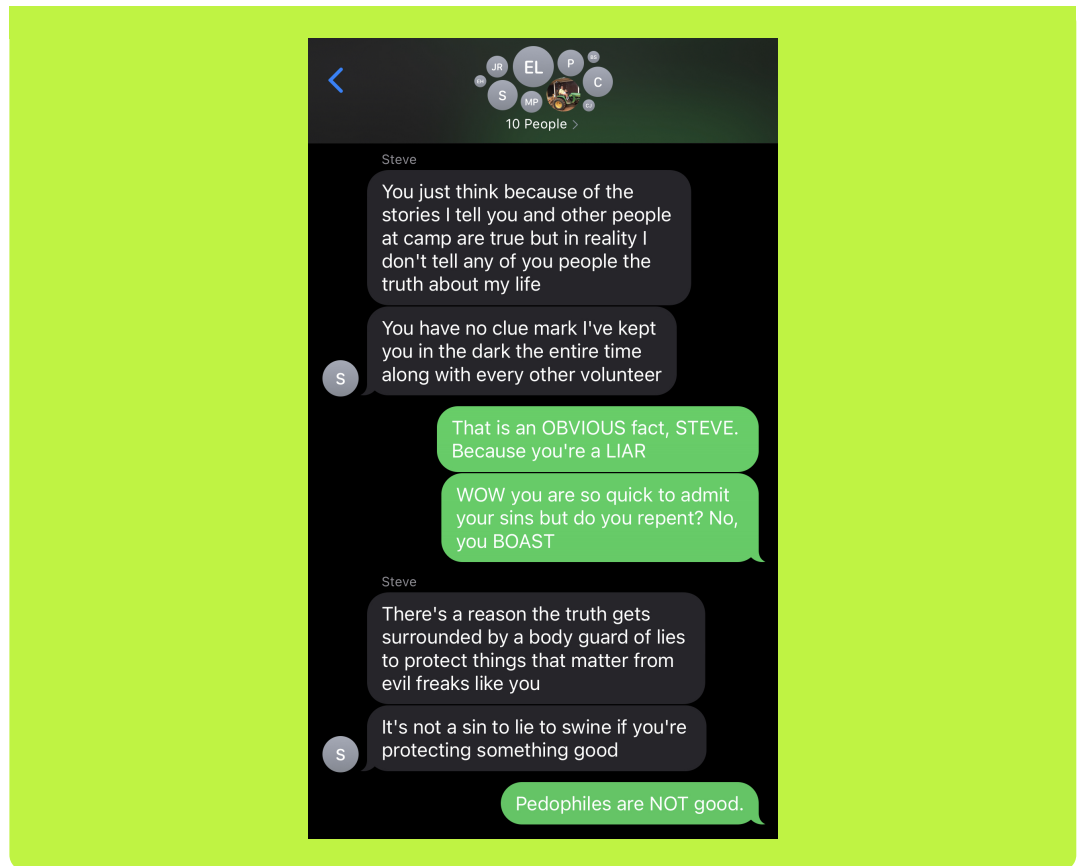 JR
EL
P
C
S
MP
10 People >
Steve
You just think because of the
stories I tell you and other people
at camp are true but in reality I
don't tell any of you people the
truth about my life
You have no clue mark I've kept
you in the dark the entire time
along with every other volunteer
S
That is an OBVIOUS fact, STEVE.
Because you're a LIAR
WOW you are so quick to admit
your sins but do you repent? No,
you BOAST
Steve
There's a reason the truth gets
surrounded by a body guard of lies
to protect things that matter from
evil freaks like you
It's not a sin to lie to swine if you're
protecting something good
S
Pedophiles are NOT good.